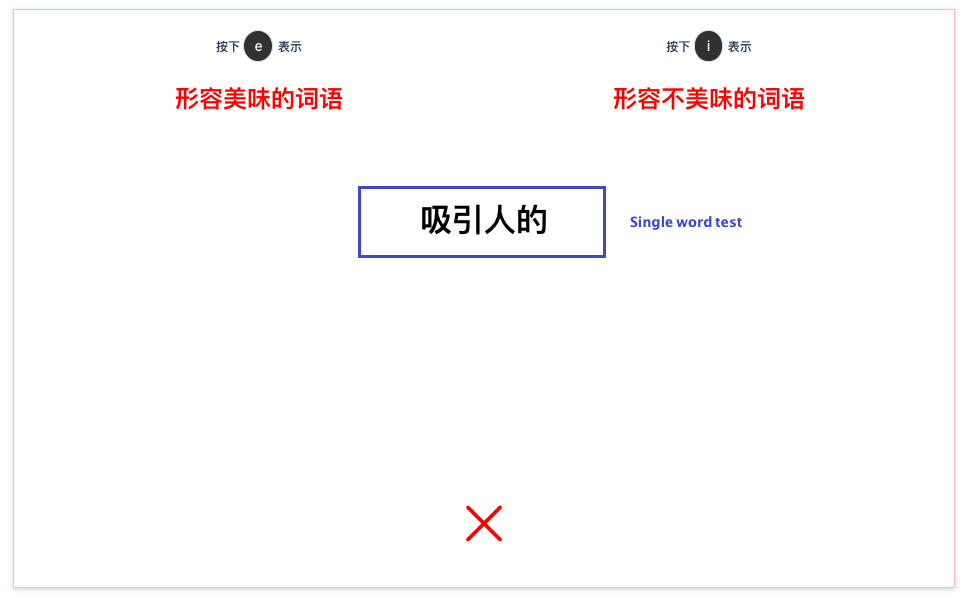 按下 e 表示
按下 i 表示
形容美味的词语
形容不美味的词语
吸引人的
Single word test